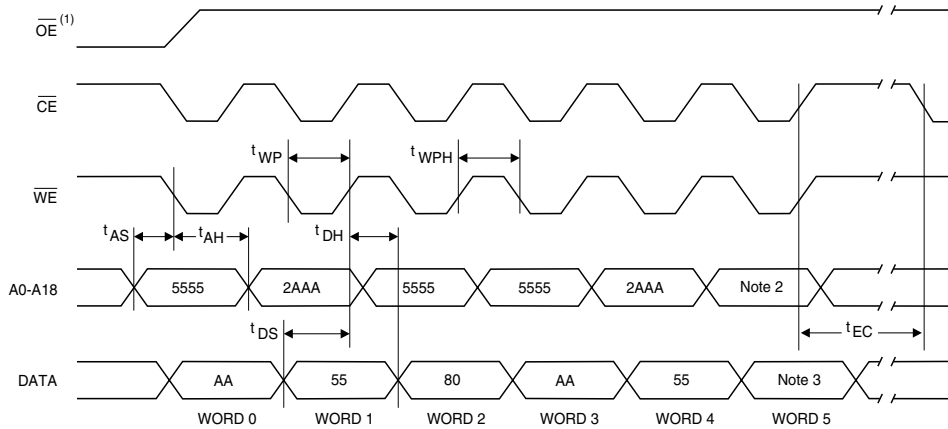 OE (1)
CE
t WP
t WPH
WE
t AS
t AH
t DH
A0-A18
5555
2AAA
5555
5555
2AAA
Note 2
t DS
t EC
DATA
AA
55
80
AA
55
Note 3
WORD 0
WORD 1
WORD 2
WORD 3
WORD 4
WORD 5